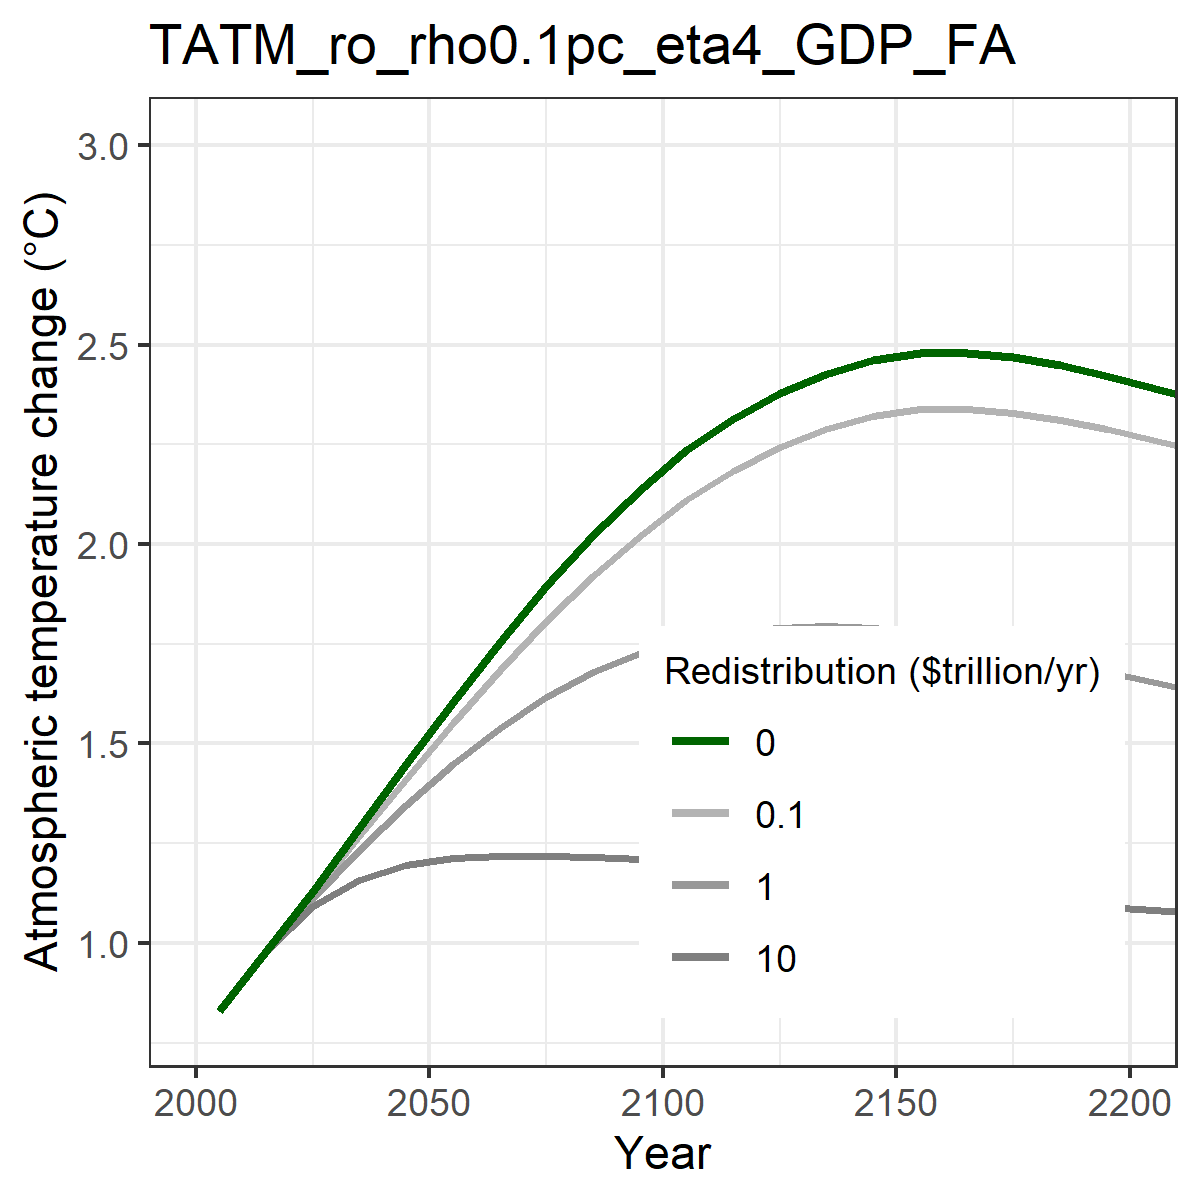 TATM_ro_rho0.1pc_eta4_GDP_FA
Atmospheric temperature change (°C)
3.0
2.5
2.0
1.5
1.0
Redistribution ($trillion/yr)
0
0.1
1
10
2000 2050 2100 2150 2200
Year